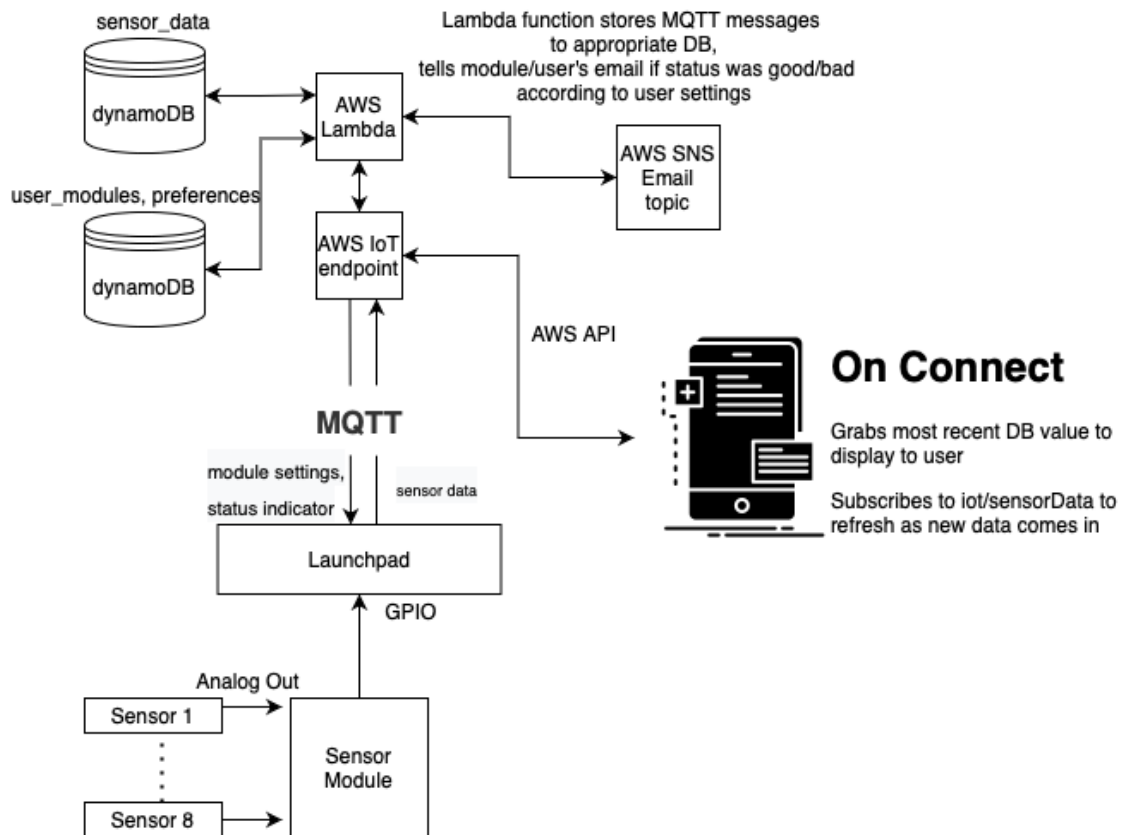 sensor_data
Lambda function stores MQTT messages
to appropriate DB,
tells module/user's email if status was good/bad
according to user settings
dynamoDB
AWS
Lambda
AWS SNS
Email
topic
user_modules, preferences
dynamoDB
AWS IoT
endpoint
AWS API
On Connect
Grabs most recent DB value to
display to user
Subscribes to iot/sensorData to
refresh as new data comes in
MQTT
module settings,
status indicator
sensor data
Launchpad
GPIO
Analog Out
Sensor 1
Sensor
Module
Sensor 8